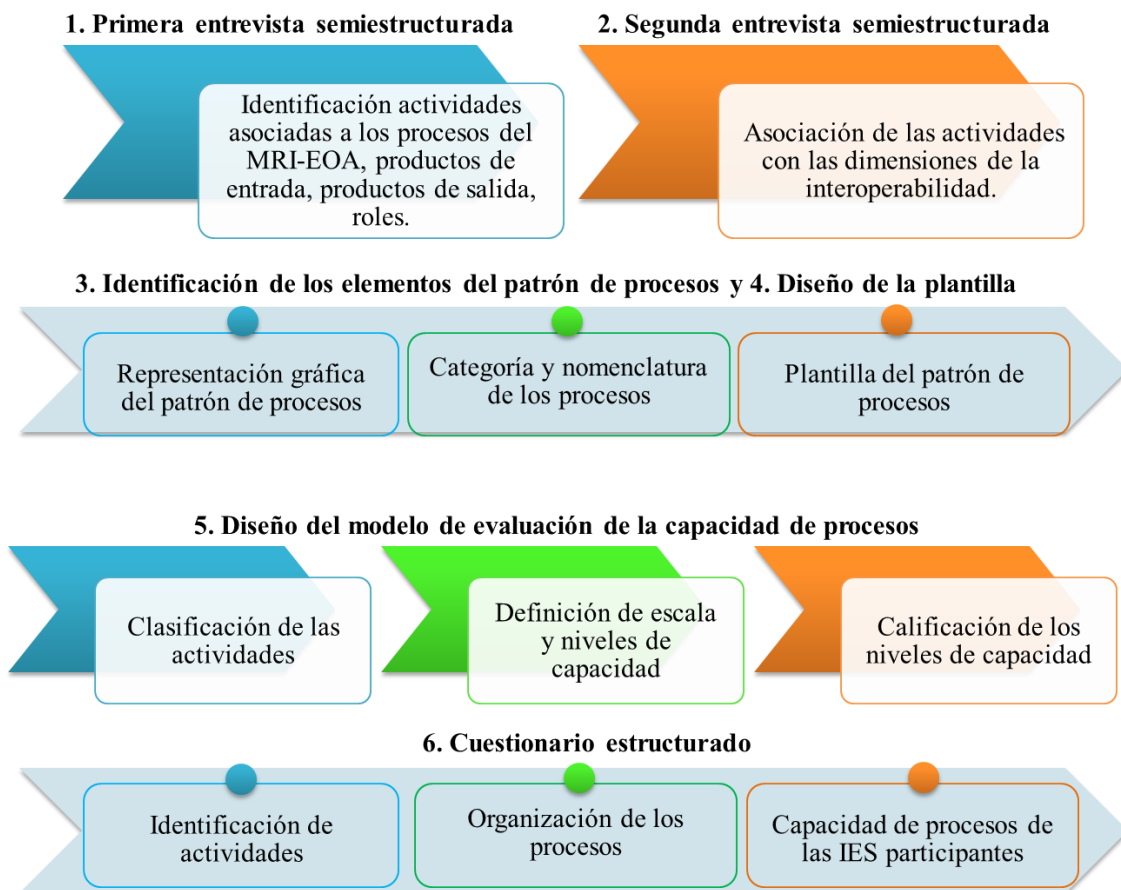 1. Primera entrevista semiestructurada
2. Segunda entrevista semiestructurada
Identificación actividades
asociadas a los procesos del
MRI-EOA, productos de
entrada, productos de salida,
roles.
Asociación de las actividades
con las dimensiones de la
interoperabilidad.
3. Identificación de los elementos del patrón de procesos y 4. Diseño de la plantilla
Representación gráfica
del patrón de procesos
Categoría y nomenclatura
de los procesos
Plantilla del patrón de
procesos
5. Diseño del modelo de evaluación de la capacidad de procesos
Clasificación de las
actividades
Definición de escala
y niveles de
capacidad
Calificación de los
niveles de capacidad
6. Cuestionario estructurado
Identificación de
actividades
Organización de los
procesos
Capacidad de procesos de
las IES participantes